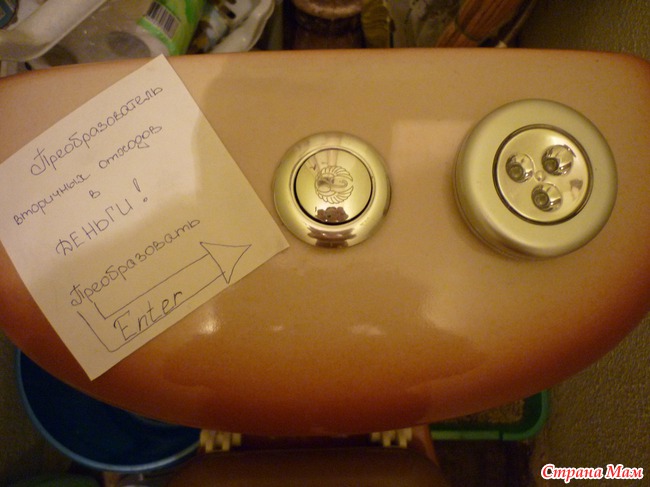 Преобразователь
вторичных отходов
в
ДЕНЬГИ!
Преобразовать
Enter
Страна Мам